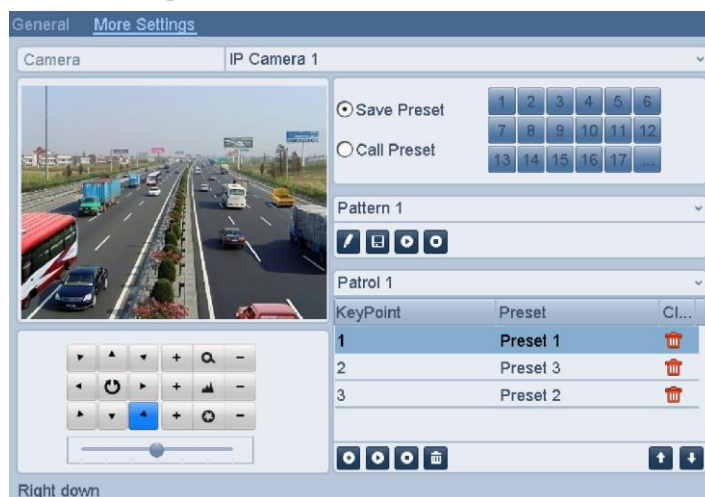 General More Settings
Camera IP Camera 1
Save Preset
Call Preset
1 2 3 4 5 6
7 8 9 10 11 12
13 14 15 16 17 ...
Pattern 1
Patrol 1
KeyPoint Preset Cl...
1 Preset 1
2 Preset 3
3 Preset 2
Right down